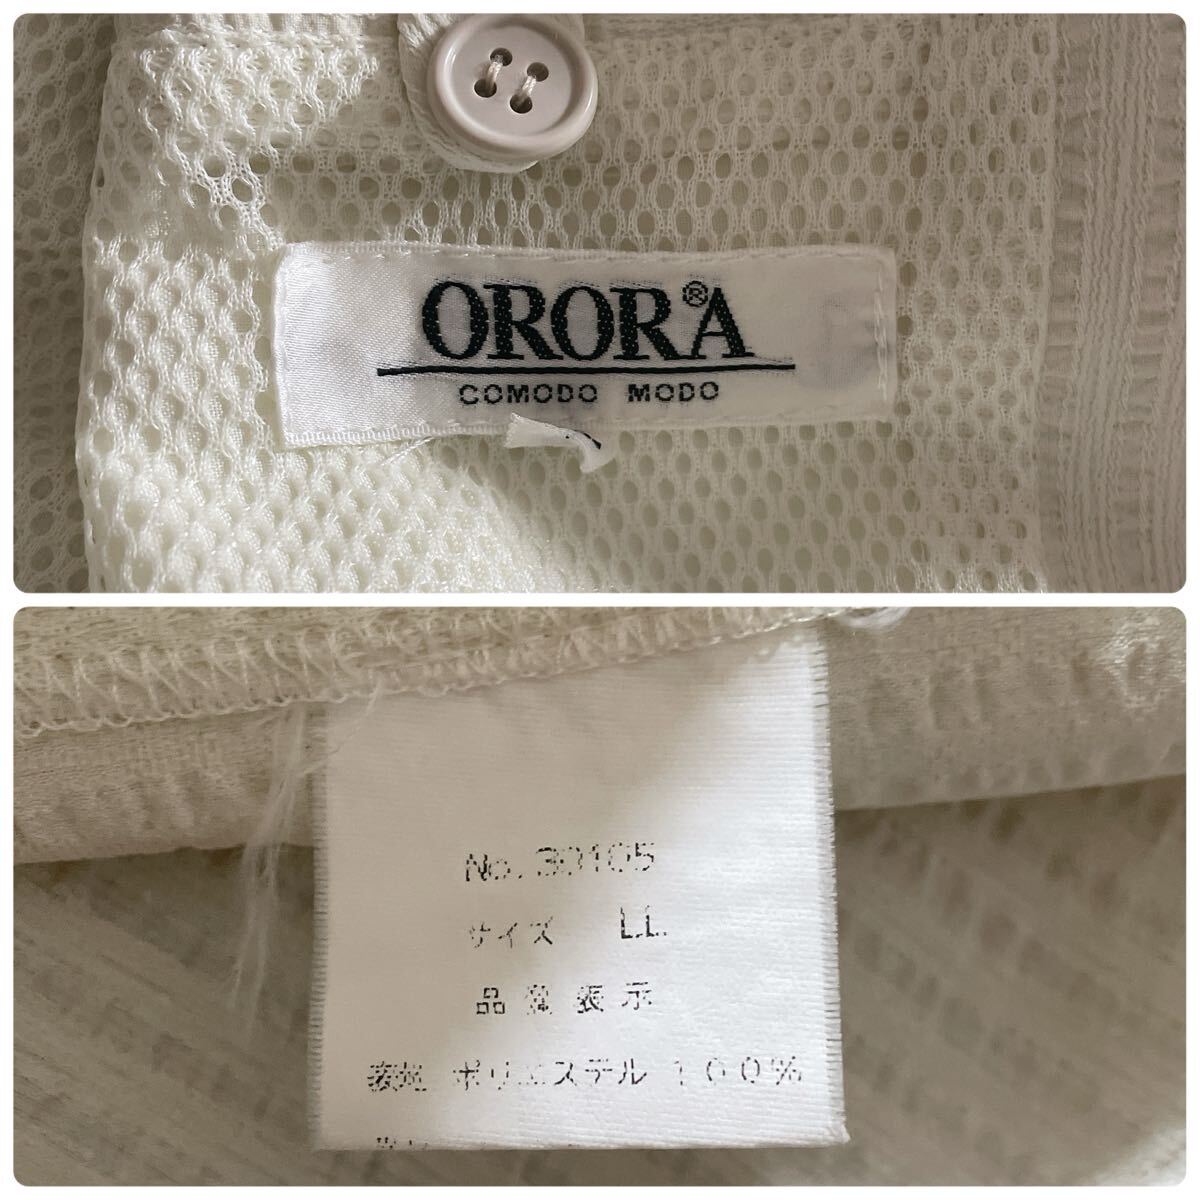 ORORA®
COMODO MODO
No.33105
サイズ LL
品質表示
表地 ポリエステル 100%